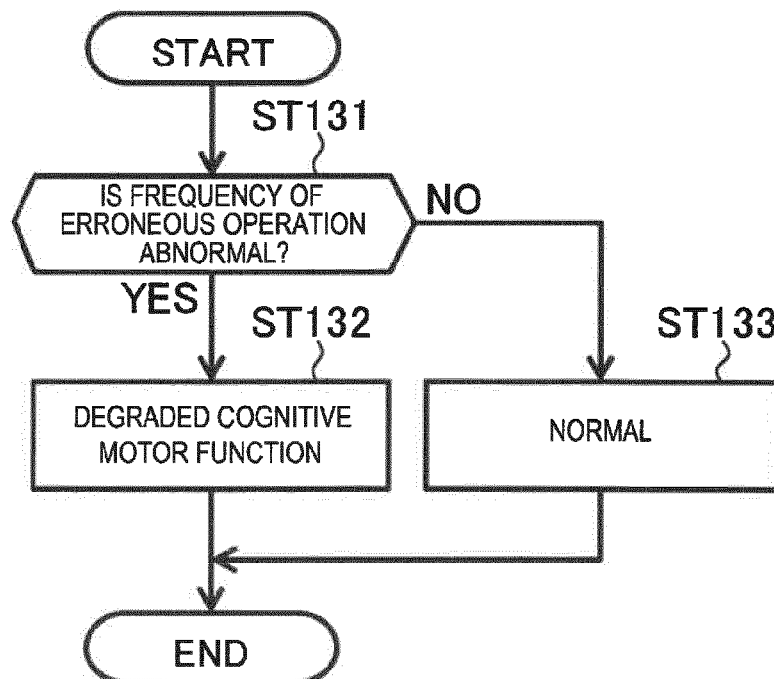 START
ST131
IS FREQUENCY OF
ERRONEOUS OPERATION
ABNORMAL?
NO
YES
ST132
ST133
DEGRADED COGNITIVE
MOTOR FUNCTION
NORMAL
END